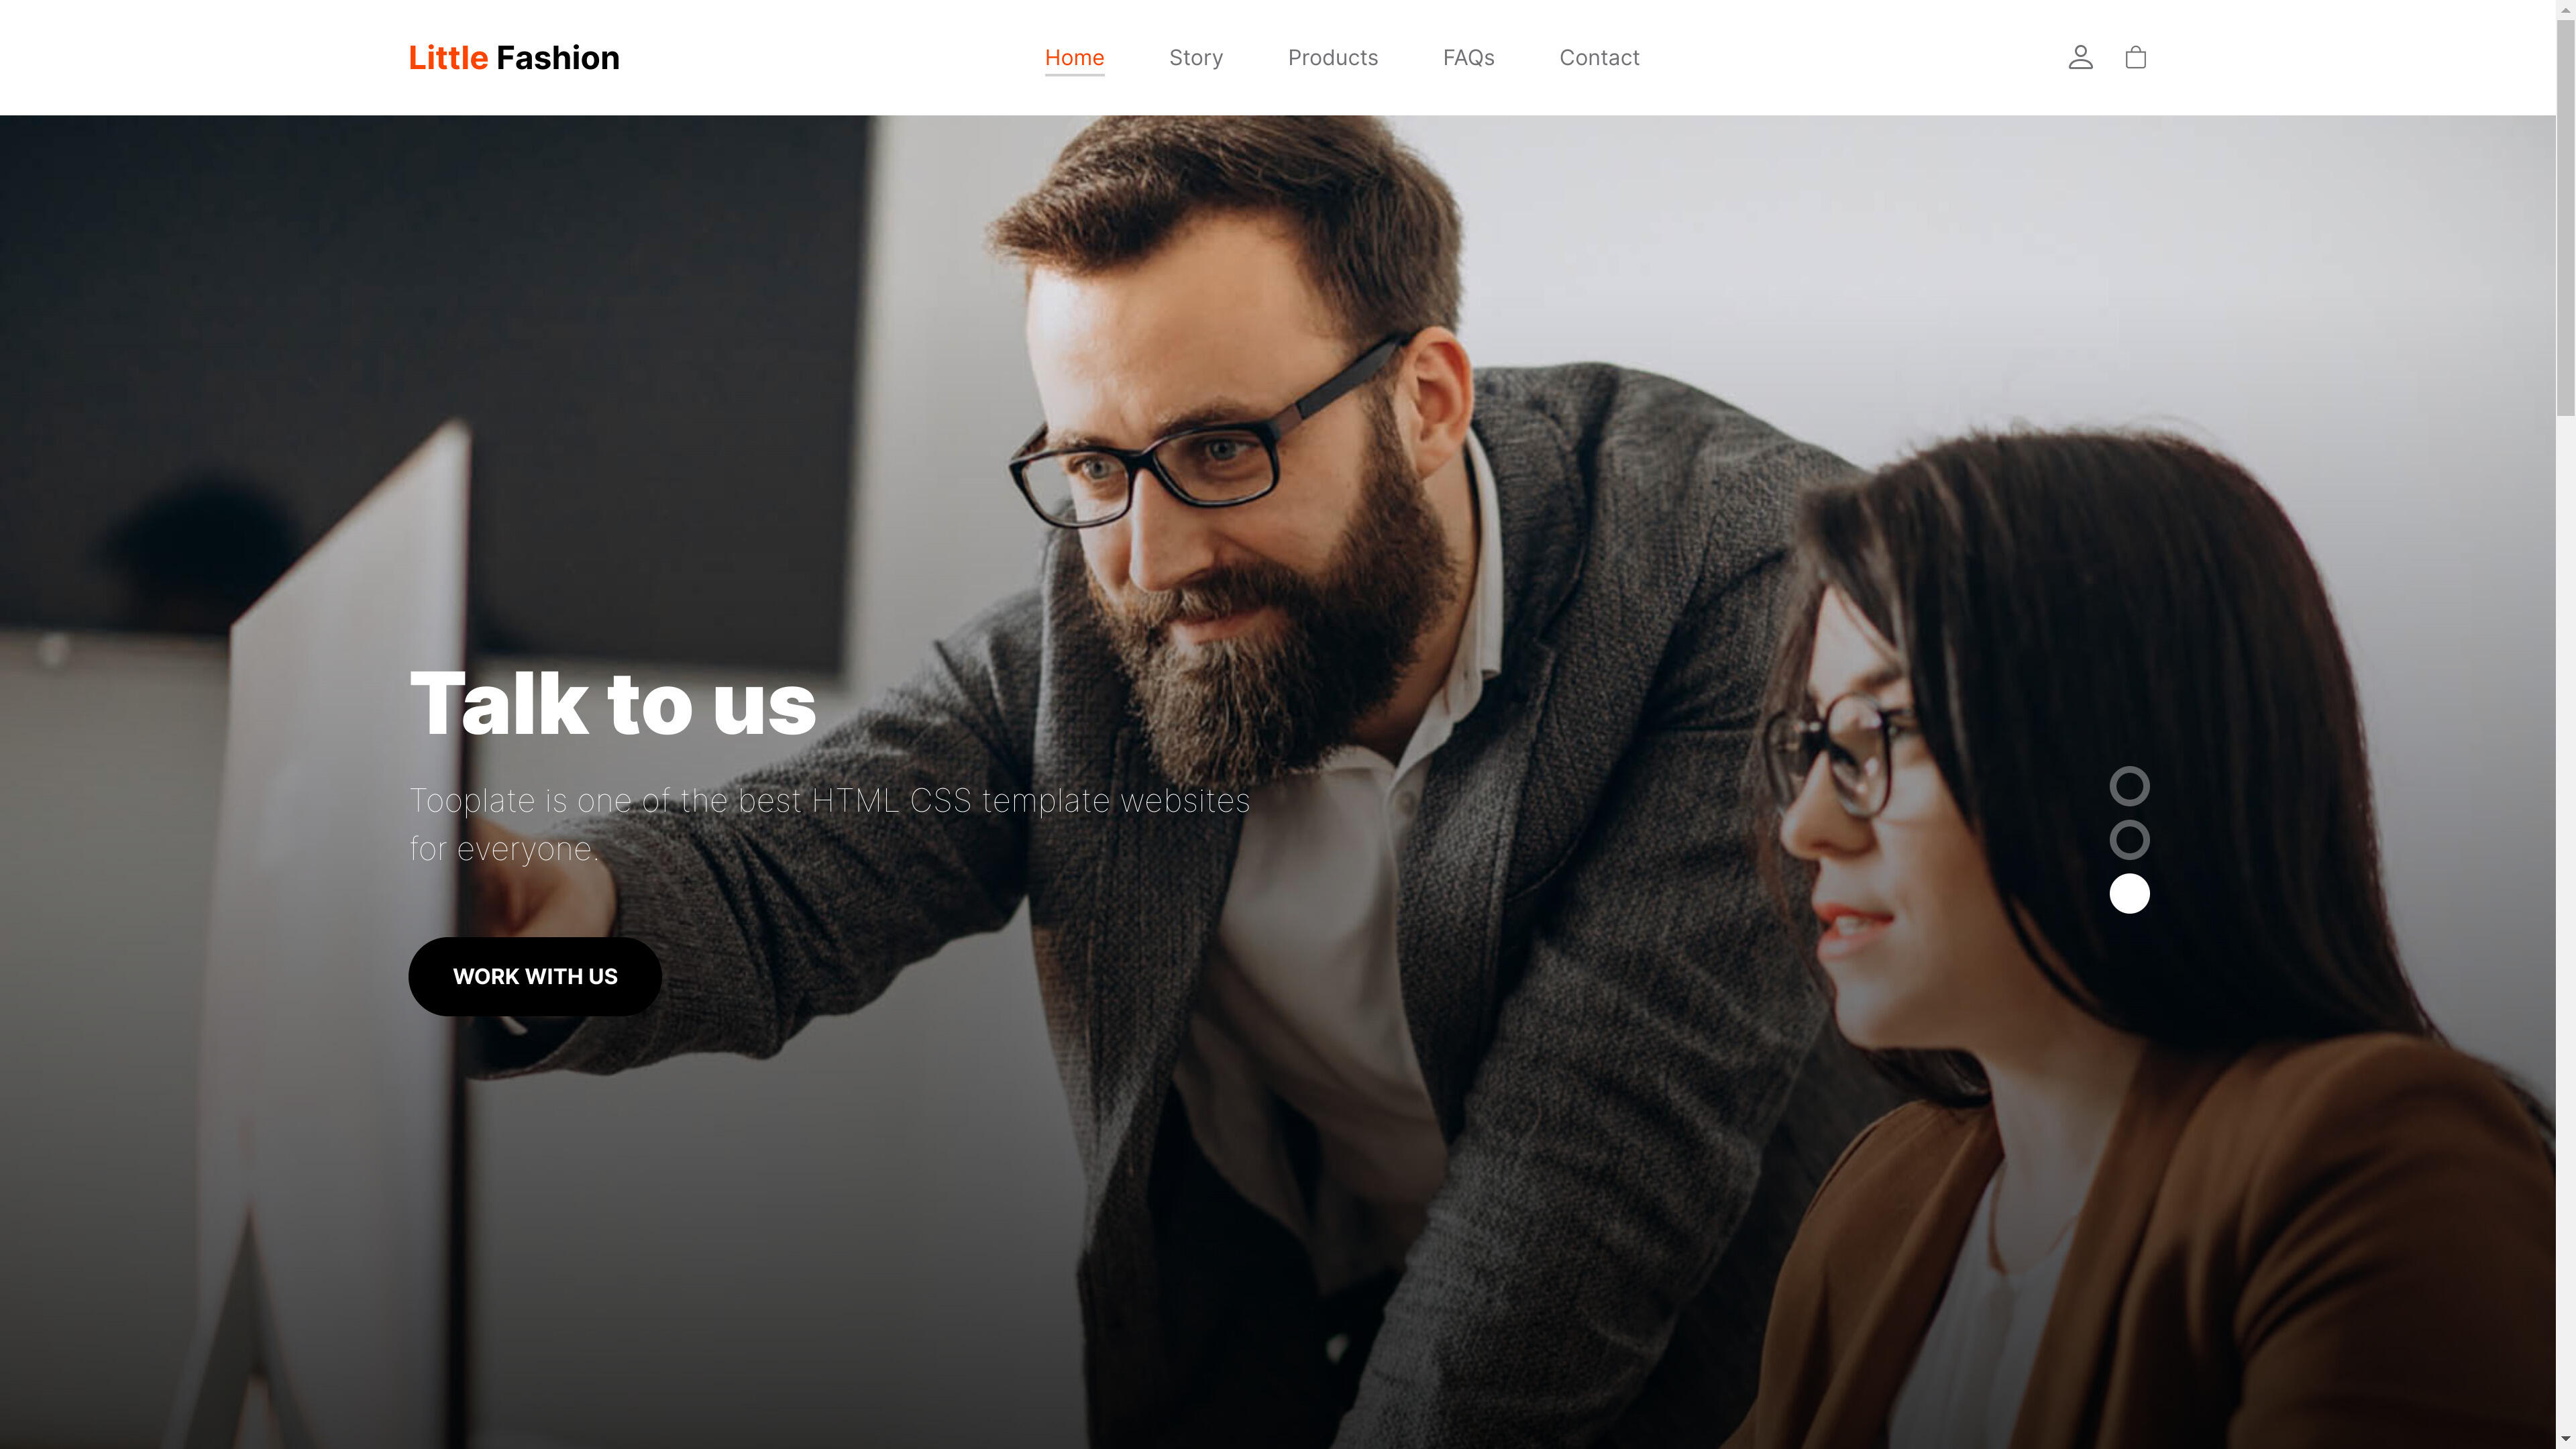 Little Fashion
Home Story Products FAQs Contact
Talk to us
Tooplate is one of the best HTML CSS template websites
for everyone.
WORK WITH US